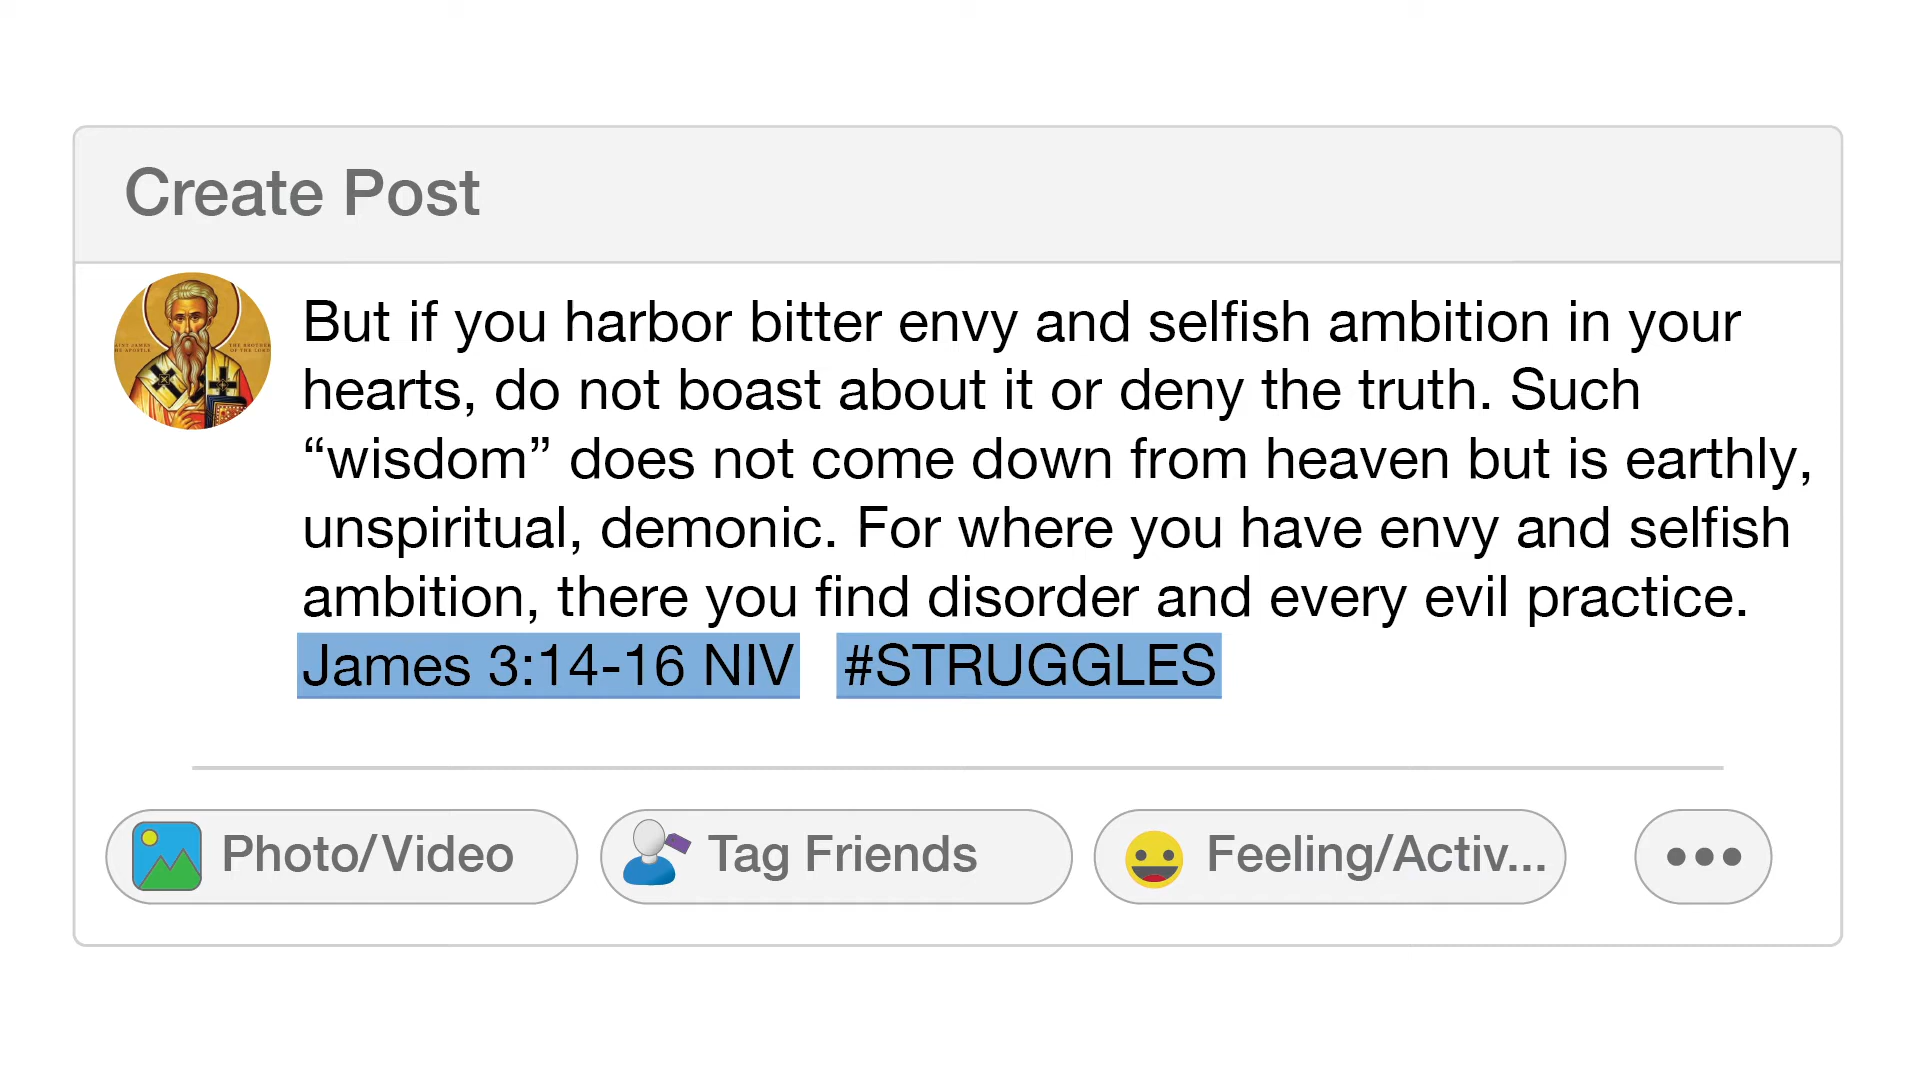 Create Post
But if you harbor bitter envy and selfish ambition in your
hearts, do not boast about it or deny the truth. Such
“wisdom” does not come down from heaven but is earthly,
unspiritual, demonic. For where you have envy and selfish
ambition, there you find disorder and every evil practice.
James 3:14-16 NIV #STRUGGLES
Photo/Video Tag Friends Feeling/Activ...